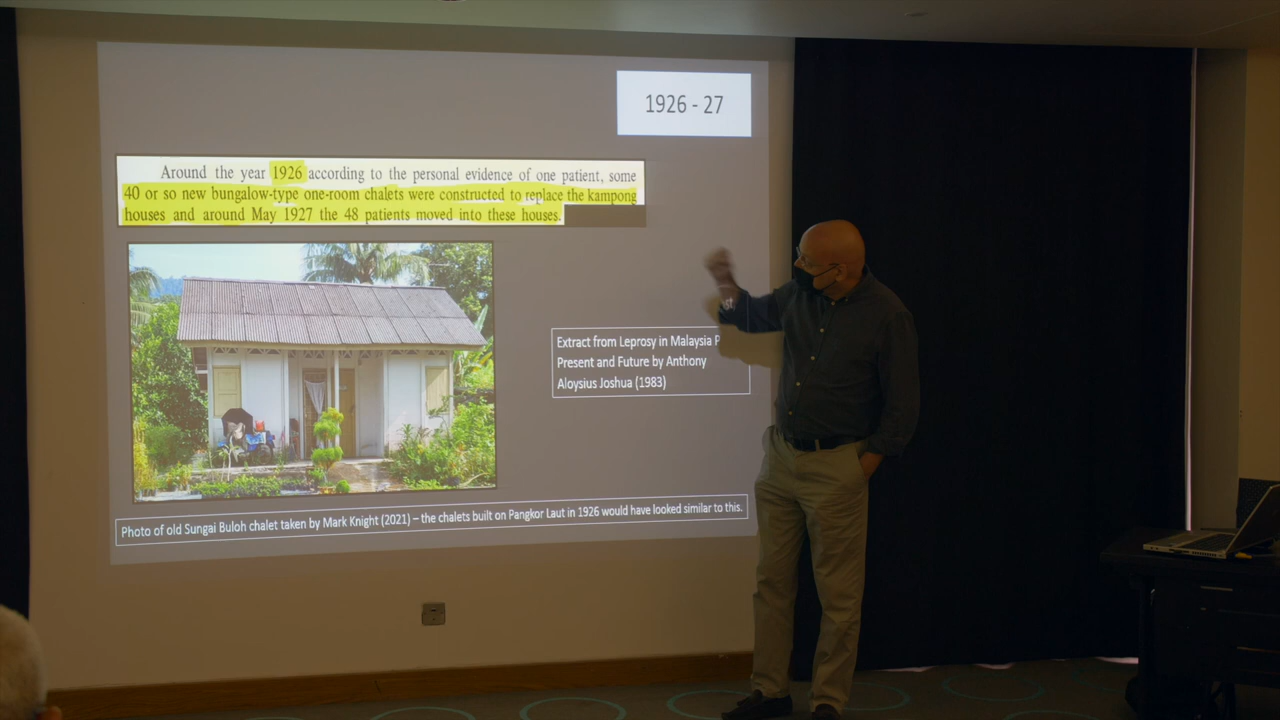 1926 - 27
Around the year 1926 according to the personal evidence of one patient, some
40 or so new bungalow-type one-room chalets were constructed to replace the kampong
houses and around May 1927 the 48 patients moved into these houses.
Extract from Leprosy in Malaysia P
Present and Future by Anthony
Aloysius Joshua (1983)
Photo of old Sungai Buloh chalet taken by Mark Knight (2021) – the chalets built on Pangkor Laut in 1926 would have looked similar to this.